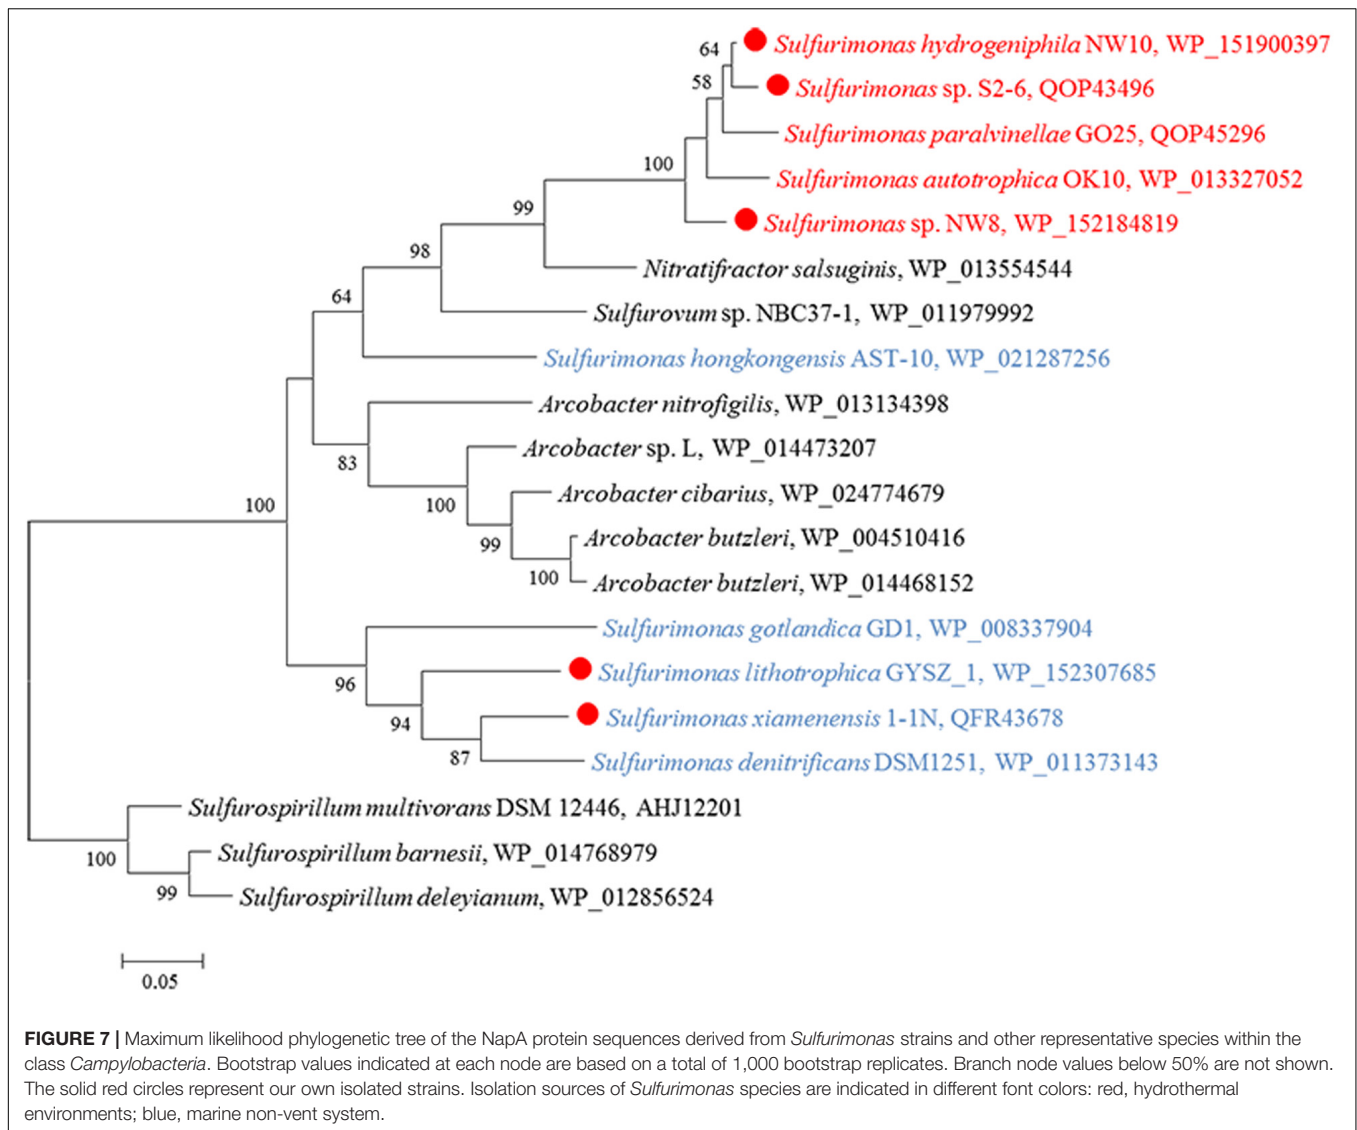 64
Sulfurimonas hydrogeniphila NW10, WP_151900397
58
Sulfurimonas sp. S2-6, QOP43496
Sulfurimonas paralvinellae GO25, QOP45296
100
Sulfurimonas autotrophica OK10, WP_013327052
99
Sulfurimonas sp. NW8, WP_152184819
98
Nitratifractor salsuginis, WP_013554544
64
Sulfurovum sp. NBC37-1, WP_011979992
Sulfurimonas hongkongensis AST-10, WP_021287256
Arcobacter nitrofigilis, WP_013134398
83
Arcobacter sp. L, WP_014473207
100
100
Arcobacter cibarius, WP_024774679
99
Arcobacter butzleri, WP_004510416
100
Arcobacter butzleri, WP_014468152
Sulfurimonas gotlandica GD1, WP_008337904
96
Sulfurimonas lithotrophica GYSZ_1, WP_152307685
94
Sulfurimonas xiamenensis 1-1N, QFR43678
87
Sulfurimonas denitrificans DSM1251, WP_011373143
Sulfurospirillum multivorans DSM 12446, AHJ12201
100
Sulfurospirillum barnesii, WP_014768979
99
Sulfurospirillum deleyianum, WP_012856524
0.05
FIGURE 7 | Maximum likelihood phylogenetic tree of the NapA protein sequences derived from Sulfurimonas strains and other representative species within the
class Campylobacteria. Bootstrap values indicated at each node are based on a total of 1,000 bootstrap replicates. Branch node values below 50% are not shown.
The solid red circles represent our own isolated strains. Isolation sources of Sulfurimonas species are indicated in different font colors: red, hydrothermal
environments; blue, marine non-vent system.